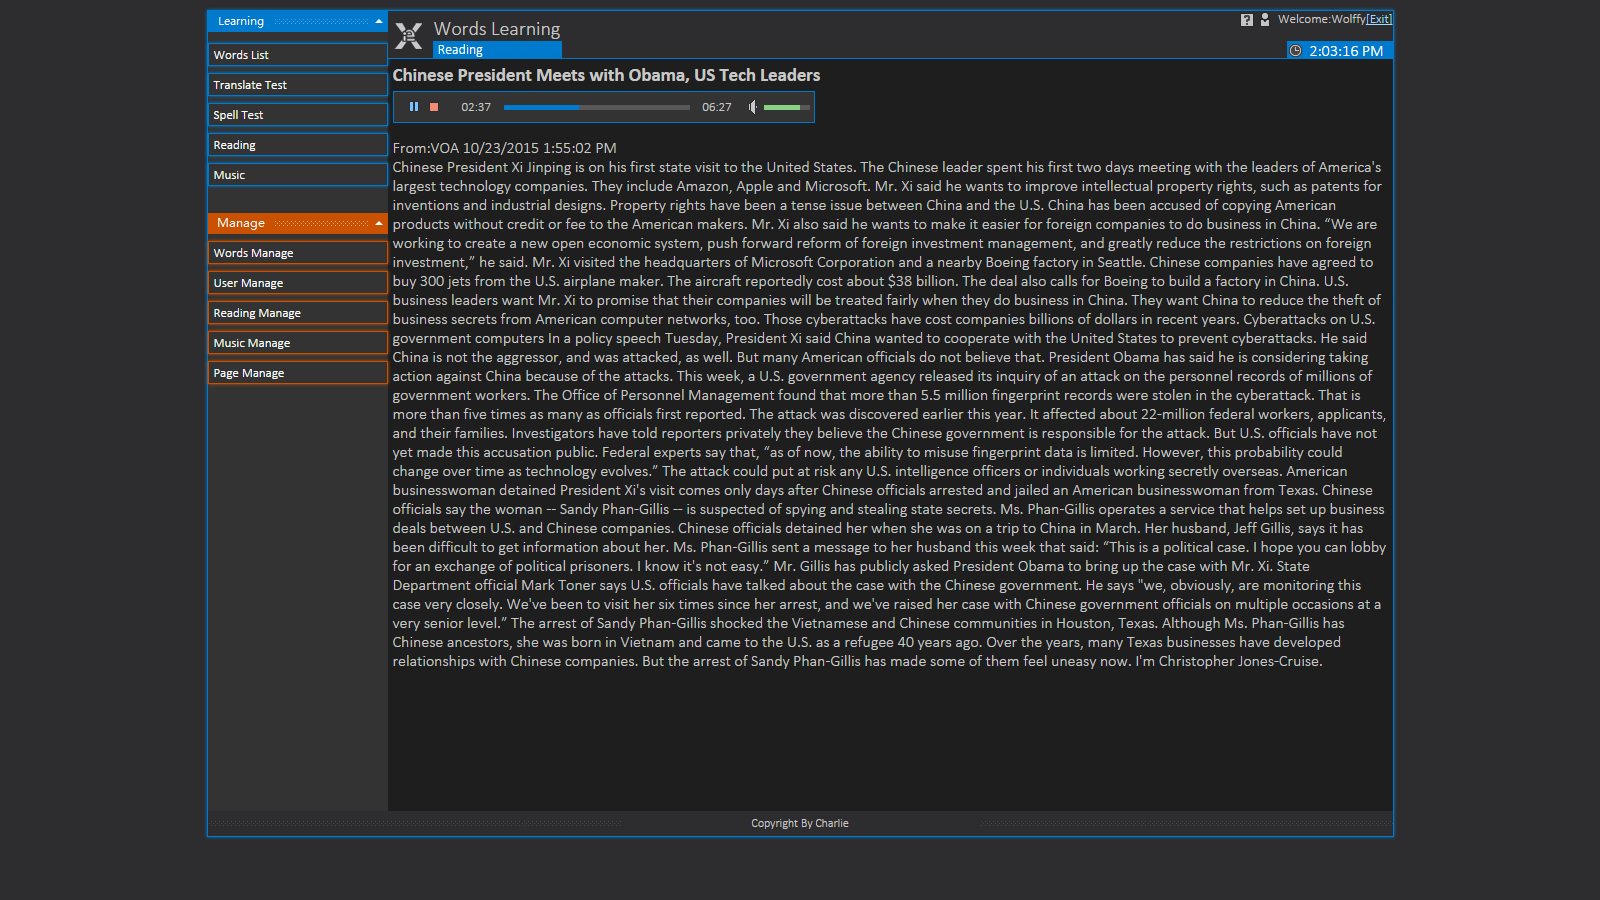 Learning
Words List
Translate Test
Spell Test
Reading
Music
Manage
Words Manage
User Manage
Reading Manage
Music Manage
Page Manage
Words Learning
Reading
? Welcome:Wolffy[Exit]
2:03:16 PM
Chinese President Meets with Obama, US Tech Leaders
02:37 06:27
From:VOA 10/23/2015 1:55:02 PM
Chinese President Xi Jinping is on his first state visit to the United States. The Chinese leader spent his first two days meeting with the leaders of America's
largest technology companies. They include Amazon, Apple and Microsoft. Mr. Xi said he wants to improve intellectual property rights, such as patents for
inventions and industrial designs. Property rights have been a tense issue between China and the U.S. China has been accused of copying American
products without credit or fee to the American makers. Mr. Xi also said he wants to make it easier for foreign companies to do business in China. “We are
working to create a new open economic system, push forward reform of foreign investment management, and greatly reduce the restrictions on foreign
investment,” he said. Mr. Xi visited the headquarters of Microsoft Corporation and a nearby Boeing factory in Seattle. Chinese companies have agreed to
buy 300 jets from the U.S. airplane maker. The aircraft reportedly cost about $38 billion. The deal also calls for Boeing to build a factory in China. U.S.
business leaders want Mr. Xi to promise that their companies will be treated fairly when they do business in China. They want China to reduce the theft of
business secrets from American computer networks, too. Those cyberattacks have cost companies billions of dollars in recent years. Cyberattacks on U.S.
government computers In a policy speech Tuesday, President Xi said China wanted to cooperate with the United States to prevent cyberattacks. He said
China is not the aggressor, and was attacked, as well. But many American officials do not believe that. President Obama has said he is considering taking
action against China because of the attacks. This week, a U.S. government agency released its inquiry of an attack on the personnel records of millions of
government workers. The Office of Personnel Management found that more than 5.5 million fingerprint records were stolen in the cyberattack. That is
more than five times as many as officials first reported. The attack was discovered earlier this year. It affected about 22-million federal workers, applicants,
and their families. Investigators have told reporters privately they believe the Chinese government is responsible for the attack. But U.S. officials have not
yet made this accusation public. Federal experts say that, “as of now, the ability to misuse fingerprint data is limited. However, this probability could
change over time as technology evolves.” The attack could put at risk any U.S. intelligence officers or individuals working secretly overseas. American
businesswoman detained President Xi's visit comes only days after Chinese officials arrested and jailed an American businesswoman from Texas. Chinese
officials say the woman -- Sandy Phan-Gillis -- is suspected of spying and stealing state secrets. Ms. Phan-Gillis operates a service that helps set up business
deals between U.S. and Chinese companies. Chinese officials detained her when she was on a trip to China in March. Her husband, Jeff Gillis, says it has
been difficult to get information about her. Ms. Phan-Gillis sent a message to her husband this week that said: “This is a political case. I hope you can lobby
for an exchange of political prisoners. I know it's not easy.” Mr. Gillis has publicly asked President Obama to bring up the case with Mr. Xi. State
Department official Mark Toner says U.S. officials have talked about the case with the Chinese government. He says "we, obviously, are monitoring this
case very closely. We've been to visit her six times since her arrest, and we've raised her case with Chinese government officials on multiple occasions at a
very senior level.” The arrest of Sandy Phan-Gillis shocked the Vietnamese and Chinese communities in Houston, Texas. Although Ms. Phan-Gillis has
Chinese ancestors, she was born in Vietnam and came to the U.S. as a refugee 40 years ago. Over the years, many Texas businesses have developed
relationships with Chinese companies. But the arrest of Sandy Phan-Gillis has made some of them feel uneasy now. I'm Christopher Jones-Cruise.
Copyright By Charlie